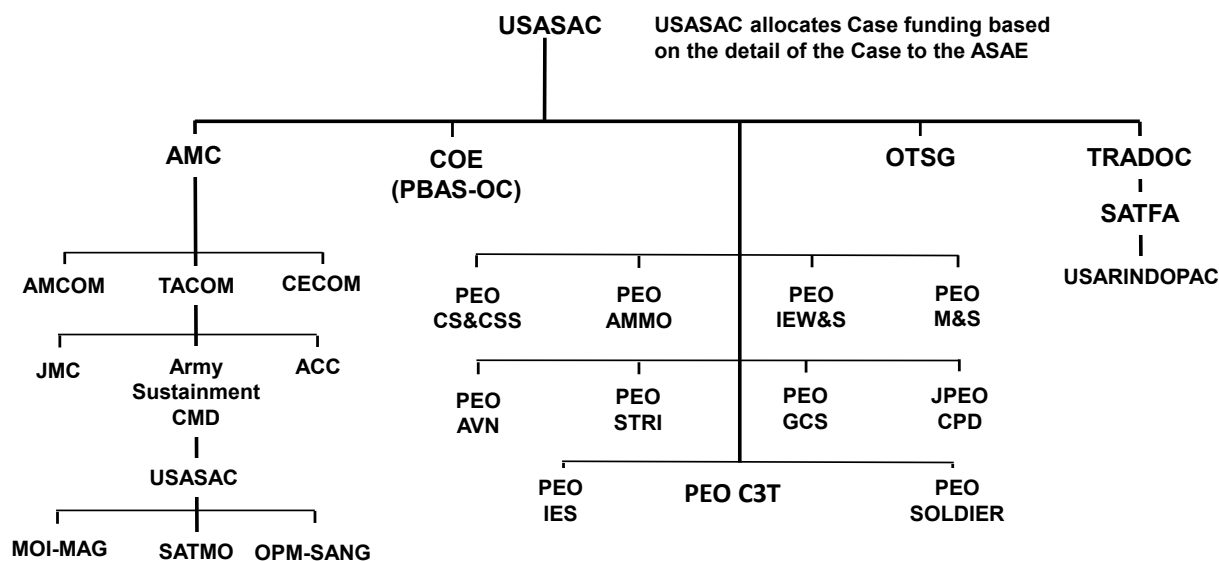 USASAC
USASAC allocates Case funding based
on the detail of the Case to the ASAE
AMC
COE
(PBAS-OC)
OTSG
TRADOC
SATFA
USARINDOPAC
AMCOM
TACOM
CECOM
JMC
Army
Sustainment
CMD
ACC
USASAC
MOI-MAG
SATMO
OPM-SANG
PEO
CS&CSS
PEO
AMMO
PEO
IEW&S
PEO
M&S
PEO
AVN
PEO
STRI
PEO
GCS
JPEO
CPD
PEO
IES
PEO C3T
PEO
SOLDIER